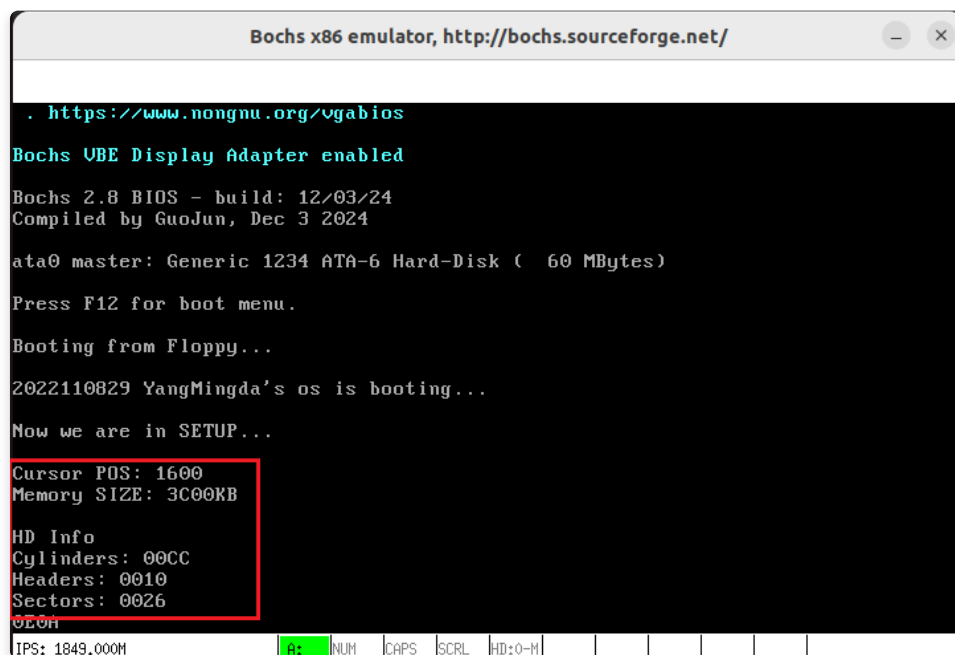 Bochs x86 emulator, http://bochs.sourceforge.net/
. https://www.nongnu.org/vgabios
Bochs VBE Display Adapter enabled
Bochs 2.8 BIOS - build: 12/03/24
Compiled by GuoJun, Dec 3 2024
ata0 master: Generic 1234 ATA-6 Hard-Disk ( 60 MBytes)
Press F12 for boot menu.
Booting from Floppy...
2022110829 YangMingda's os is booting...
Now we are in SETUP...
Cursor POS: 1600
Memory SIZE: 3C00KB
HD Info
Cylinders: 00CC
Headers: 0010
Sectors: 0026
IPS: 1849.000M A: NUM CAPS SCRL HD:0-M